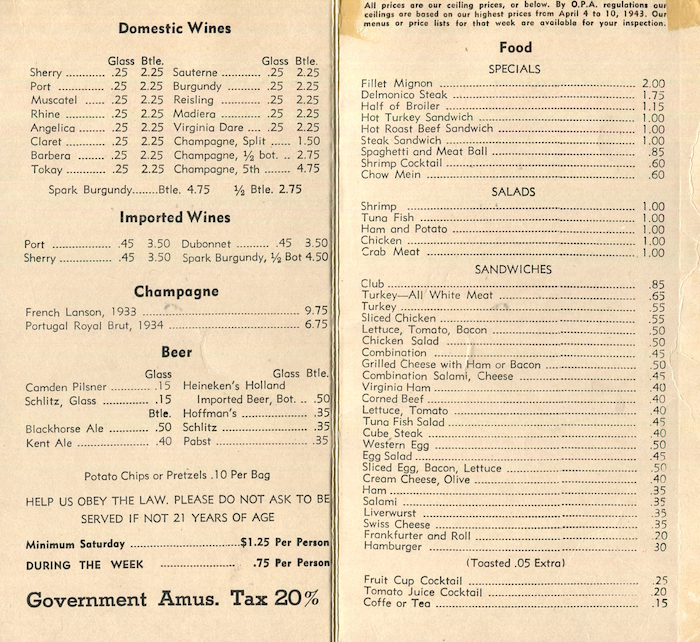 Domestic Wines
Glass Btle. Glass Btle.
Sherry .......... .25 2.25 Sauterne .......... .25 2.25
Port .......... .25 2.25 Burgundy ........ .25 2.25
Muscatel ...... .25 2.25 Reisling .......... .25 2.25
Rhine .......... .25 2.25 Madiera .......... .25 2.25
Angelica ...... .25 2.25 Virginia Dare .... .25 2.25
Claret .......... .25 2.25 Champagne, Split ...... 1.50
Barbera ........ .25 2.25 Champagne, ½ bot. .. 2.75
Tokay .......... .25 2.25 Champagne, 5th ........ 4.75
Spark Burgundy.......Btle. 4.75 ½ Btle. 2.75
Imported Wines
Port .............. .45 3.50 Dubonnet ........ .45 3.50
Sherry .......... .45 3.50 Spark Burgundy, ½ Bot 4.50
Champagne
French Lanson, 1933 .......... 9.75
Portugal Royal Brut, 1934 .......... 6.75
Beer
Glass Glass Btle.
Camden Pilsner .......... .15 Heineken's Holland
Schlitz, Glass .......... .15 Imported Beer, Bot. .. .50
Btle. Hoffman's .......... .35
Blackhorse Ale ........ .50 Schlitz .......... .35
Kent Ale .......... .40 Pabst .......... .35
Potato Chips or Pretzels .10 Per Bag
HELP US OBEY THE LAW. PLEASE DO NOT ASK TO BE
SERVED IF NOT 21 YEARS OF AGE
Minimum Saturday ..........$1.25 Per Person
DURING THE WEEK .......... .75 Per Person
Government Amus. Tax 20%
All prices are our ceiling prices, or below. By O.P.A. regulations our
ceilings are based on our highest prices from April 4 to 10, 1943. Our
menus or price lists for that week are available for your inspection.
Food
SPECIALS
Fillet Mignon .......... 2.00
Delmonico Steak .......... 1.75
Half of Broiler .......... 1.15
Hot Turkey Sandwich .......... 1.00
Hot Roast Beef Sandwich .......... 1.00
Steak Sandwich .......... 1.00
Spaghetti and Meat Ball .......... .85
Shrimp Cocktail .......... .60
Chow Mein .......... .60
SALADS
Shrimp .......... 1.00
Tuna Fish .......... 1.00
Ham and Potato .......... 1.00
Chicken .......... 1.00
Crab Meat .......... 1.00
SANDWICHES
Club .......... .85
Turkey—All White Meat .......... .65
Turkey .......... .55
Sliced Chicken .......... .55
Lettuce, Tomato, Bacon .......... .50
Chicken Salad .......... .50
Combination .......... .45
Grilled Cheese with Ham or Bacon .......... .50
Combination Salami, Cheese .......... .45
Virginia Ham .......... .40
Corned Beef .......... .40
Lettuce, Tomato .......... .40
Tuna Fish Salad .......... .45
Cube Steak .......... .40
Western Egg .......... .50
Egg Salad .......... .45
Sliced Egg, Bacon, Lettuce .......... .50
Cream Cheese, Olive .......... .40
Ham .......... .35
Salami .......... .35
Liverwurst .......... .35
Swiss Cheese .......... .35
Frankfurter and Roll .......... .20
Hamburger .......... 30
(Toasted .05 Extra)
Fruit Cup Cocktail .......... .25
Tomato Juice Cocktail .......... .20
Coffe or Tea .......... .15